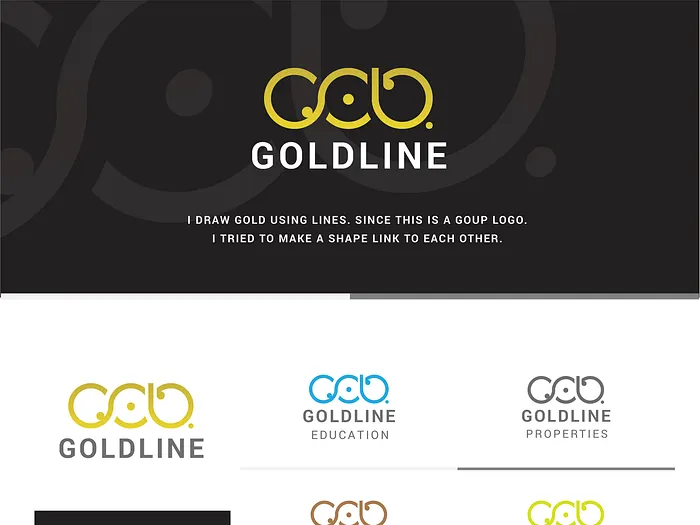 GOLDLINE
I DRAW GOLD USING LINES. SINCE THIS IS A GOUP LOGO.
I TRIED TO MAKE A SHAPE LINK TO EACH OTHER.
GOLDLINE
GOLDLINE
EDUCATION
GOLDLINE
PROPERTIES